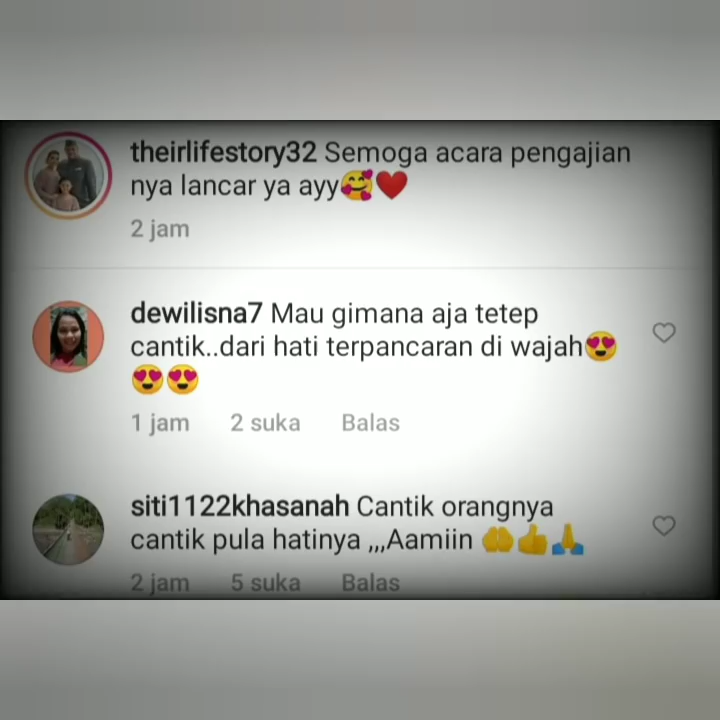 theirlifestory32 Semoga acara pengajian
nya lancar ya ayy🥰❤️
2 jam
dewilisna7 Mau gimana aja tetep
cantik..dari hati terpancaran di wajah😍
😍😍
1 jam 2 suka Balas
siti1122khasanah Cantik orangnya
cantik pula hatinya ,,,Aamiin 🤲👍🙏
2 jam 5 suka Balas